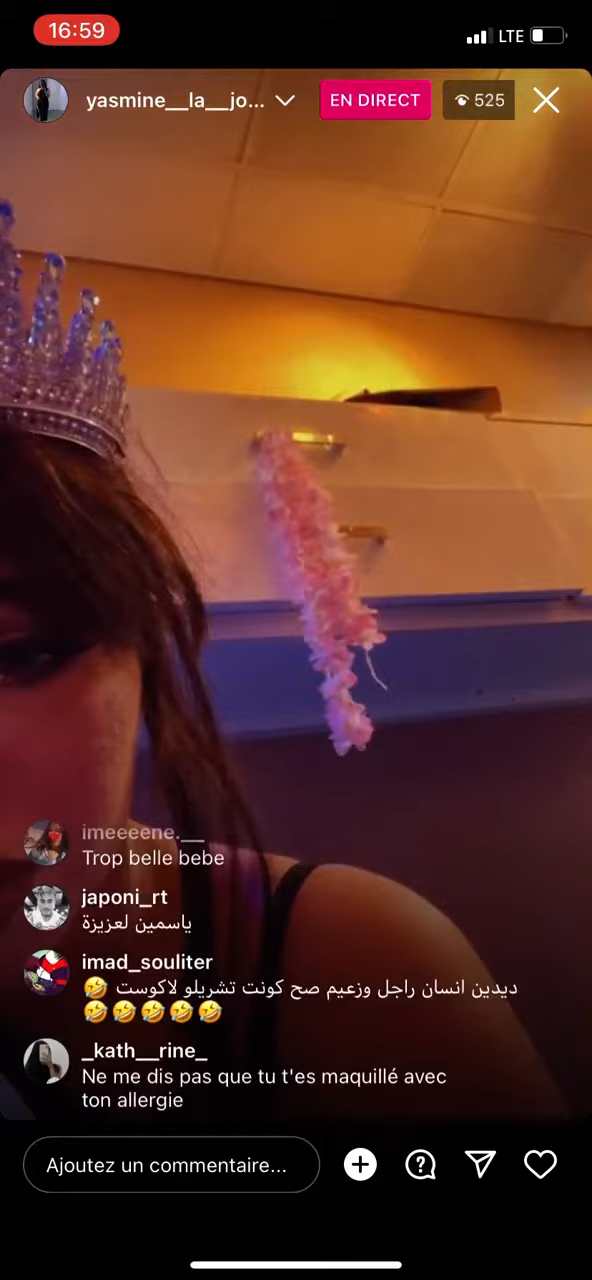 16:59
LTE
yasmine__la__jo...
EN DIRECT
525
imeeeene.__
Trop belle bebe
japoni_rt
ياسمين لعزيزة
imad_souliter
ديدين انسان راجل وزعيم صح كونت تشريلو لاكوست 🤣
🤣🤣🤣🤣🤣
_kath__rine_
Ne me dis pas que tu t'es maquillé avec
ton allergie
Ajoutez un commentaire...